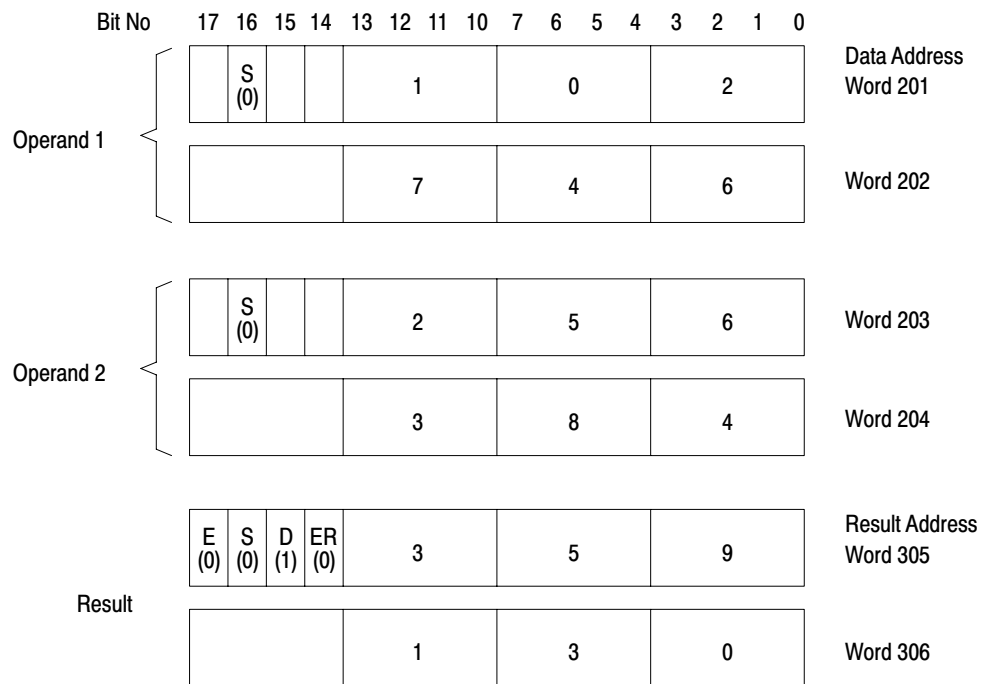 Bit No 17 16 15 14 13 12 11 10 7 6 5 4 3 2 1 0
Data Address
S
(0)
1 0 2
Word 201
Operand 1
7 4 6
Word 202
S
(0)
2 5 6
Word 203
Operand 2
3 8 4
Word 204
Result Address
E S D ER
(0) (0) (1) (0)
3 5 9
Word 305
Result
1 3 0
Word 306